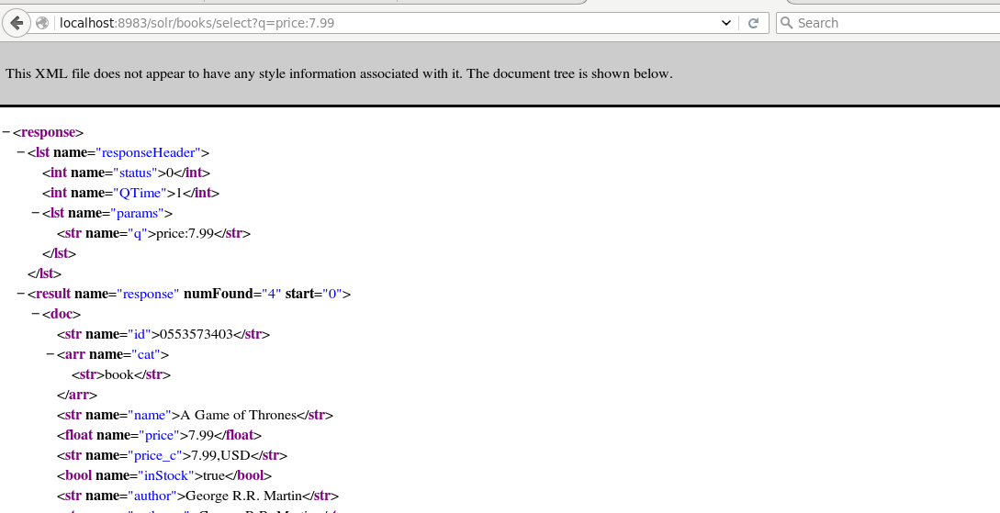 localhost:8983/solr/books/select?q=price:7.99
Search
This XML file does not appear to have any style information associated with it. The document tree is shown below.
−<response>
−<lst name="responseHeader">
<int name="status">0</int>
<int name="QTime">1</int>
−<lst name="params">
<str name="q">price:7.99</str>
</lst>
</lst>
−<result name="response" numFound="4" start="0">
−<doc>
<str name="id">0553573403</str>
−<arr name="cat">
<str>book</str>
</arr>
<str name="name">A Game of Thrones</str>
<float name="price">7.99</float>
<str name="price_c">7.99,USD</str>
<bool name="inStock">true</bool>
<str name="author">George R.R. Martin</str>